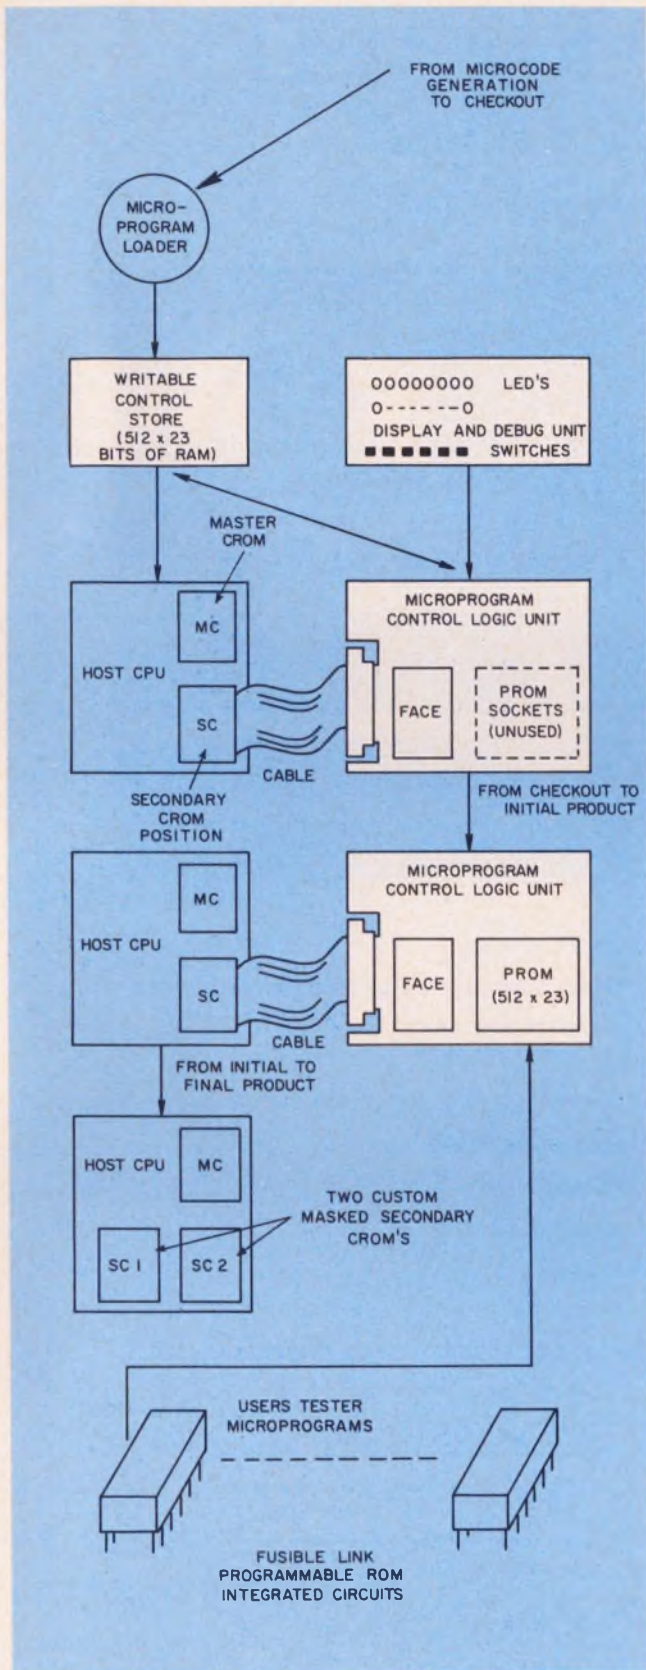 FROM MICROCODE
GENERATION
TO CHECKOUT
MICRO-
PROGRAM
LOADER
WRITABLE
CONTROL
STORE
(512 x 23
BITS OF RAM)
OOOOOOOO LED'S
O-----–O
DISPLAY AND DEBUG UNIT
SWITCHES
MASTER
CROM
MC
HOST CPU
SC
CABLE
SECONDARY
CROM
POSITION
MICROPROGRAM
CONTROL LOGIC UNIT
FACE
PROM
SOCKETS
(UNUSED)
FROM CHECKOUT TO
INITIAL PRODUCT
MC
HOST CPU
SC
CABLE
MICROPROGRAM
CONTROL LOGIC UNIT
FACE
PROM
(512 x 23)
FROM INITIAL TO
FINAL PRODUCT
HOST CPU
MC
SC I
SC 2
TWO CUSTOM
MASKED SECONDARY
CROM'S
USERS TESTER
MICROPROGRAMS
FUSIBLE LINK
PROGRAMMABLE ROM
INTEGRATED CIRCUITS